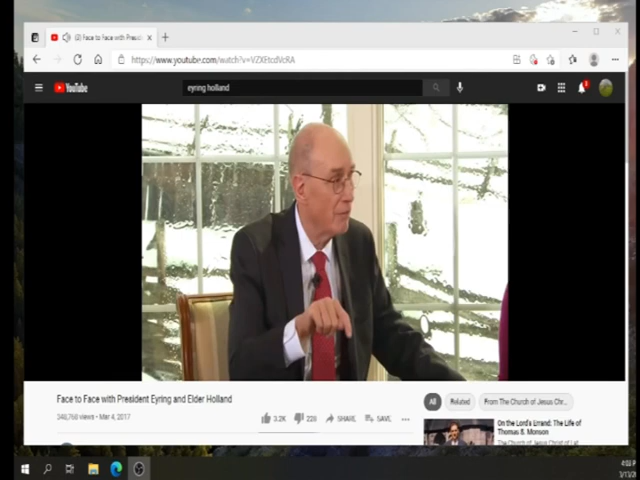 (2) Face to Face with Presid
https://www.youtube.com/watch?v=VZXEtcdVcRA
YouTube
eyring holland
Face to Face with President Eyring and Elder Holland
348,768 views • Mar 4, 2017
3.2K
228
SHARE
SAVE
All
Related
From The Church of Jesus Chr...
On the Lord's Errand: The Life of
Thomas S. Monson
The Church of Jesus Christ of Lat